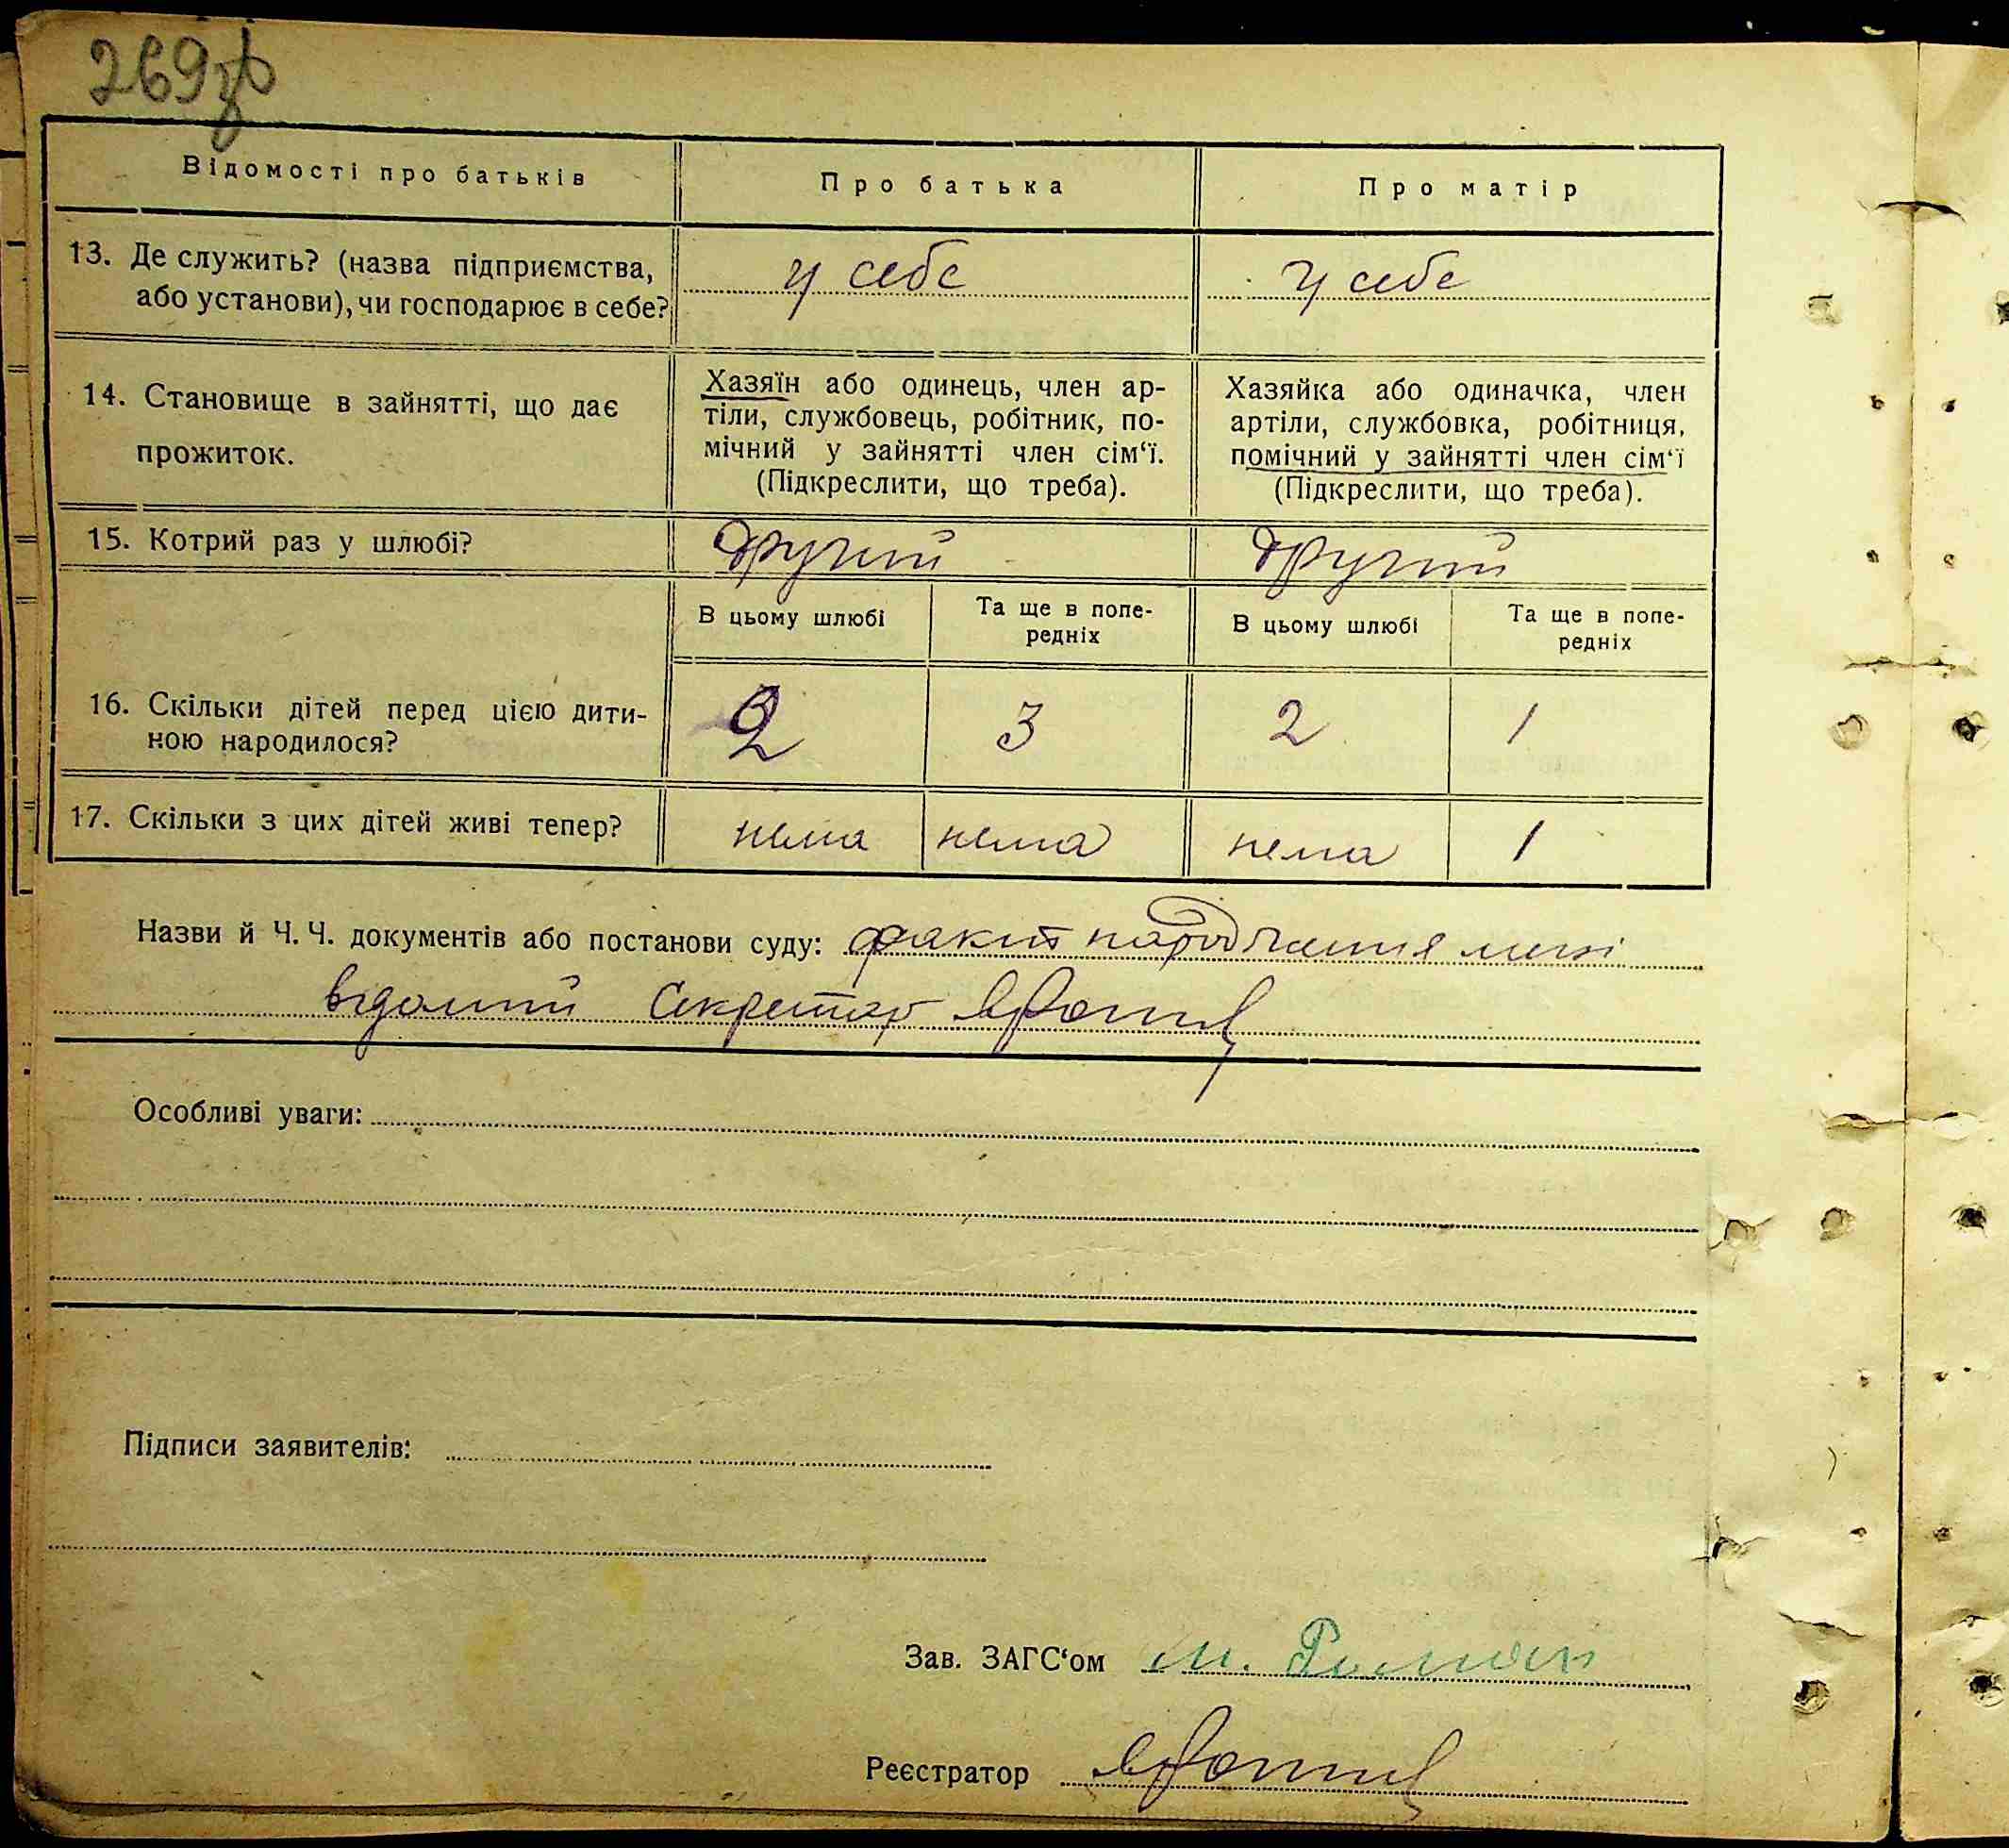 269зв
Відомості про батьків
Про батька
Про матір
13. Де служить? (назва підприємства,
або установи), чи господарює в себе?
у себе
у себе
14. Становище в зайнятті, що дає
прожиток.
Хазяїн або одинець, член ар-
тіли, службовець, робітник, по-
мічний у зайнятті член сім‘ї.
(Підкреслити, що треба).
Хазяйка або одиначка, член
артіли, службовка, робітниця,
помічний у зайнятті член сім‘ї
(Підкреслити, що треба).
15. Котрий раз у шлюбі?
другий
другий
В цьому шлюбі
Та ще в попе-
редніх
В цьому шлюбі
Та ще в попе-
редніх
16. Скільки дітей перед цією дити-
ною народилося?
2
3
2
1
17. Скільки з цих дітей живі тепер?
нема
нема
нема
1
Назви й Ч. Ч. документів або постанови суду: факт народження мені
відомий Секретар
Особливі уваги:
Підписи заявителів:
Зав. ЗАГС‘ом М.
Реєстратор